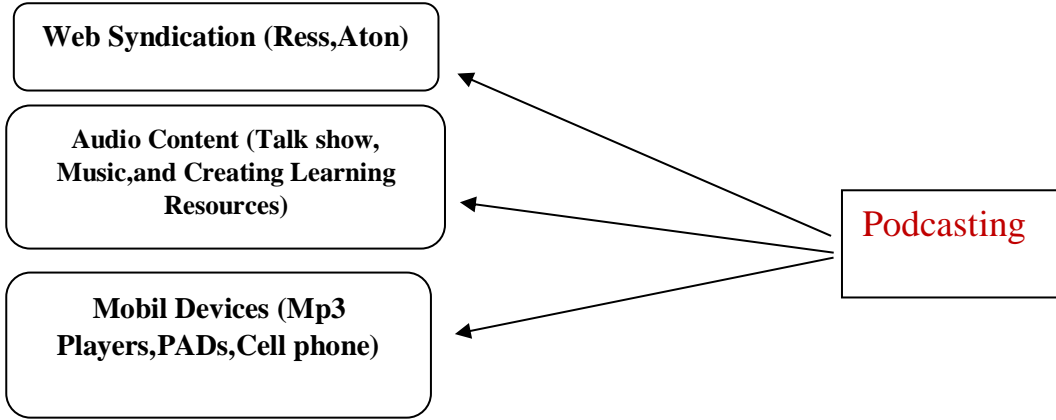 Web Syndication (Ress,Aton)
Audio Content (Talk show,
Music,and Creating Learning
Resources)
Podcasting
Mobil Devices (Mp3
Players,PADs,Cell phone)